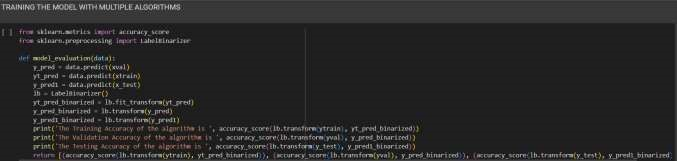 TRAINING THE MODEL WITH MULTIPLE ALGORITHMS
[ ] from sklearn.metrics import accuracy_score
from sklearn.preprocessing import LabelBinarizer
def model_evaluation(data):
y_pred = data.predict(xval)
yt_pred = data.predict(xtrain)
y_pred1 = data.predict(x_test)
lb = LabelBinarizer()
yt_pred_binarized = lb.fit_transform(yt_pred)
y_pred_binarized = lb.transform(y_pred)
y_pred1_binarized = lb.transform(y_pred1)
print('The Training Accuracy of the algorithm is ', accuracy_score(lb.transform(ytrain), yt_pred_binarized))
print('The Validation Accuracy of the algorithm is ', accuracy_score(lb.transform(yval), y_pred_binarized))
print('The Testing Accuracy of the algorithm is ', accuracy_score(lb.transform(y_test), y_pred1_binarized))
return [(accuracy_score(lb.transform(ytrain), yt_pred_binarized)), (accuracy_score(lb.transform(yval), y_pred_binarized)), (accuracy_score(lb.transform(y_test), y_pred1_binarized)